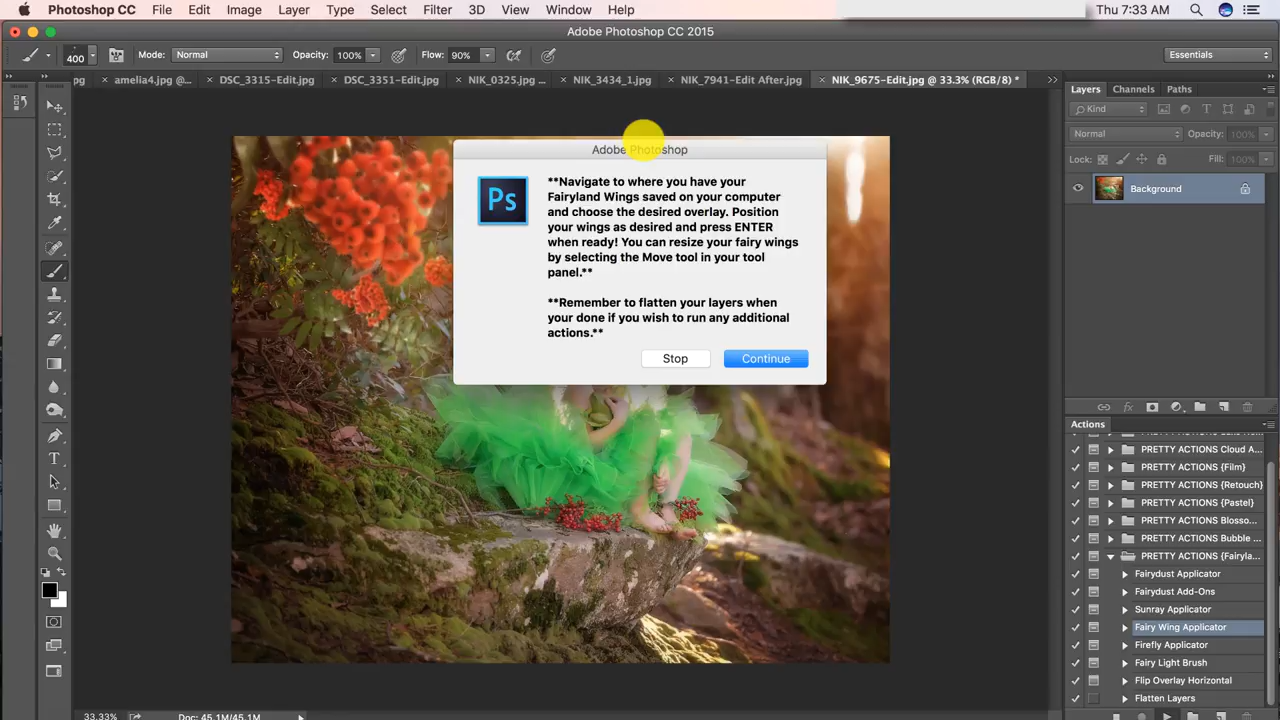 Photoshop CC File Edit Image Layer Type Select Filter 3D View Window Help Thu 7:33 AM
Adobe Photoshop CC 2015
400 Mode: Normal Opacity: 100% Flow: 90% Essentials
pg × amelia4.jpg @... × DSC_3315-Edit.jpg × DSC_3351-Edit.jpg × NIK_0325.jpg ... × NIK_3434_1.jpg × NIK_7941-Edit After.jpg × NIK_9675-Edit.jpg @ 33.3% (RGB/8) *
Layers Channels Paths
Kind
Normal Opacity: 100%
Lock: Fill: 100%
Background
Adobe Photoshop
Ps
**Navigate to where you have your
Fairyland Wings saved on your computer
and choose the desired overlay. Position
your wings as desired and press ENTER
when ready! You can resize your fairy wings
by selecting the Move tool in your tool
panel.**
**Remember to flatten your layers when
your done if you wish to run any additional
actions.**
Stop Continue
Actions
PRETTY ACTIONS Cloud A...
PRETTY ACTIONS {Film}
PRETTY ACTIONS {Retouch}
PRETTY ACTIONS {Pastel}
PRETTY ACTIONS Blosso...
PRETTY ACTIONS Bubble ...
PRETTY ACTIONS {Fairyla...
Fairydust Applicator
Fairydust Add-Ons
Sunray Applicator
Fairy Wing Applicator
Firefly Applicator
Fairy Light Brush
Flip Overlay Horizontal
Flatten Layers
33.33% Doc: 45.1M/45.1M